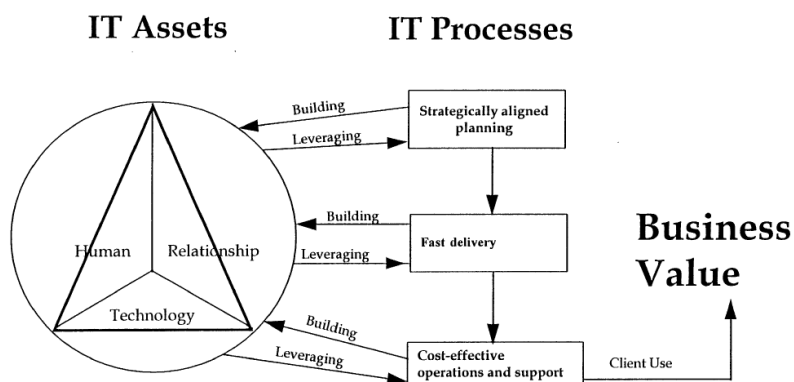 IT Assets
IT Processes
Building
Strategically aligned
planning
Leveraging
Building
Fast delivery
Leveraging
Human
Relationship
Business
Value
Technology
Building
Cost-effective
operations and support
Leveraging
Client Use